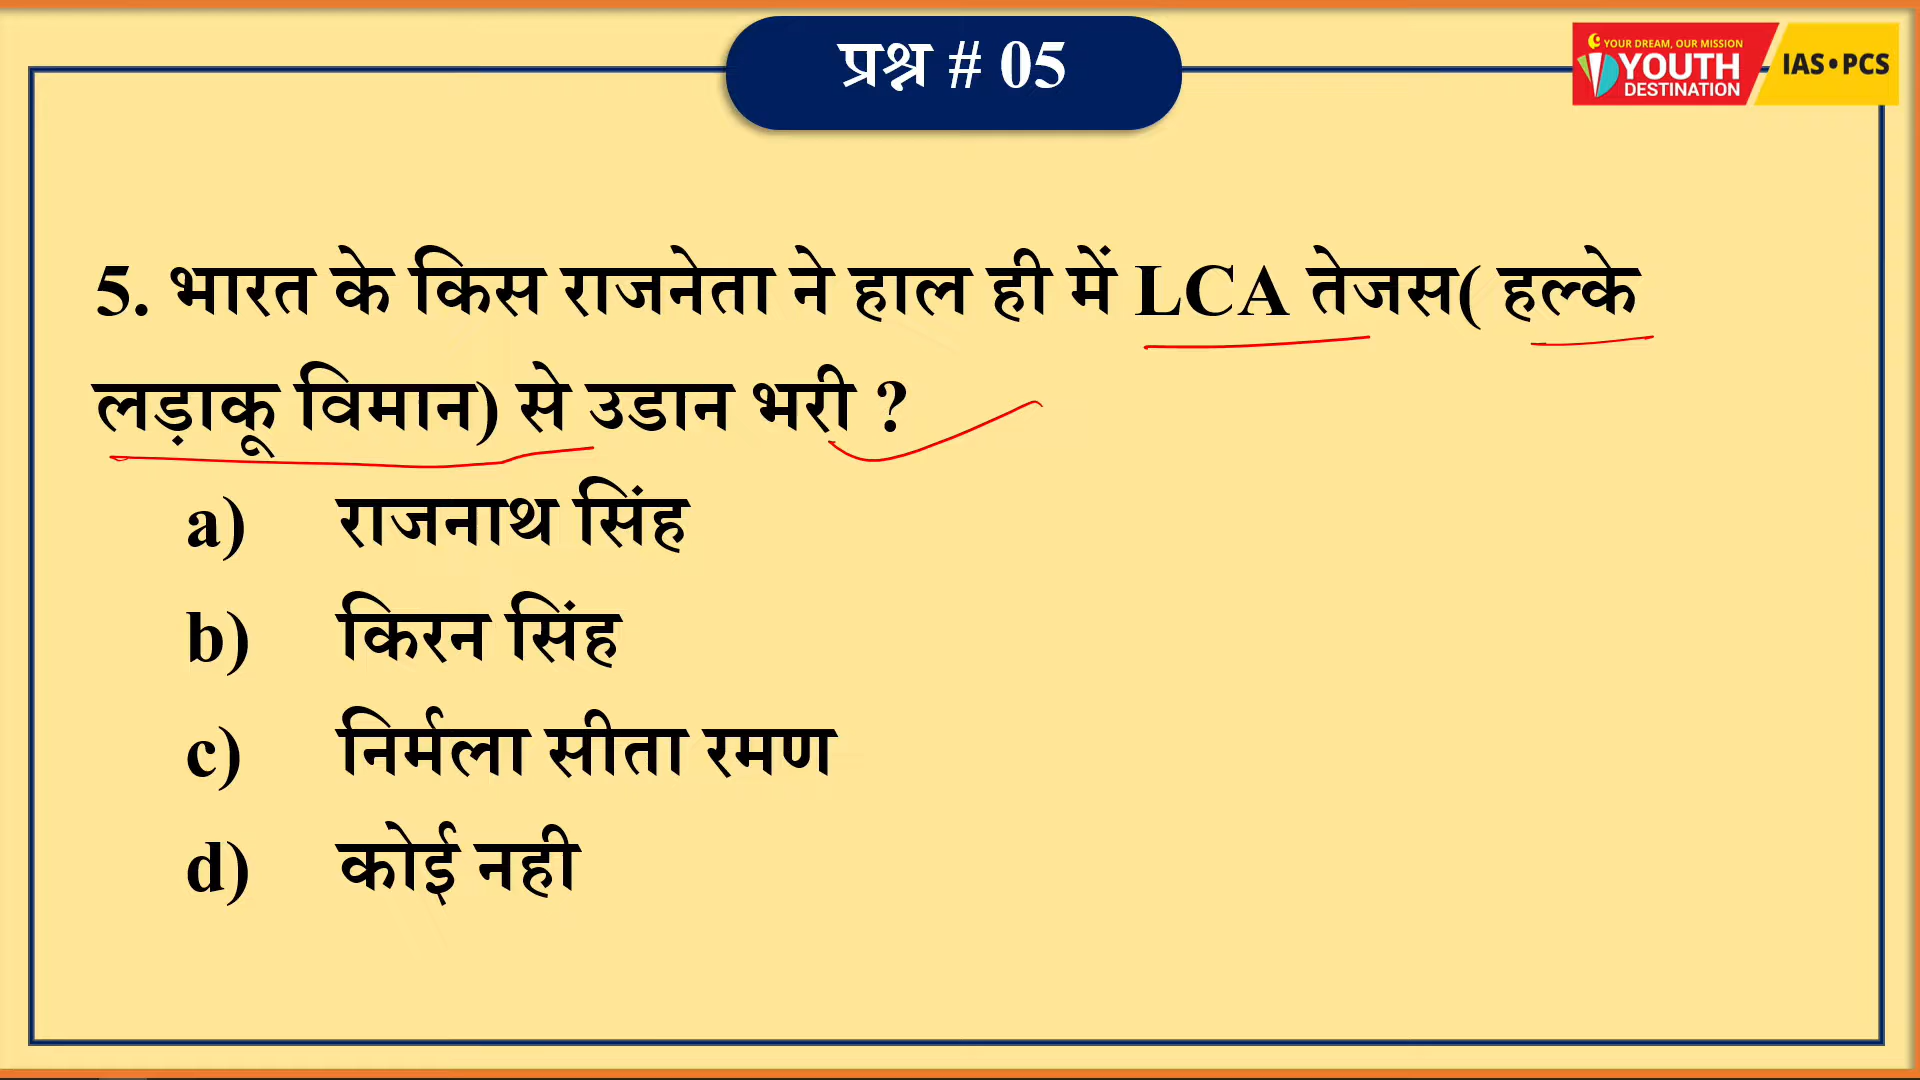 प्रश्न # 05
YOUR DREAM, OUR MISSION
YOUTH
DESTINATION
IAS•PCS
5. भारत के किस राजनेता ने हाल ही में LCA तेजस( हल्के
लड़ाकू विमान) से उडान भरी ?
a) राजनाथ सिंह
b) किरन सिंह
c) निर्मला सीता रमण
d) कोई नही